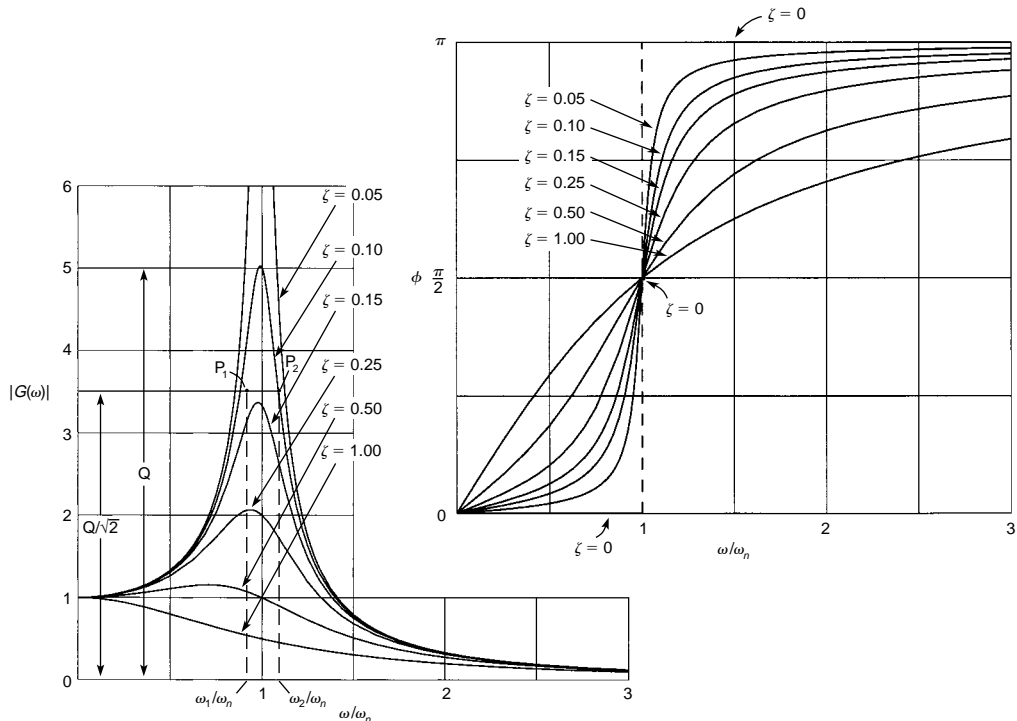 ζ = 0
π
ζ = 0.05
ζ = 0.10
ζ = 0.15
ζ = 0.25
ζ = 0.50
ζ = 1.00
ϕ π/2
ζ = 0
0
ζ = 0
1
2
3
ω/ωₙ
6
5
4
3
2
1
0
|G(ω)|
ζ = 0.05
ζ = 0.10
ζ = 0.15
ζ = 0.25
ζ = 0.50
ζ = 1.00
P₁
P₂
Q
Q/√2
ω₁/ωₙ
1
ω₂/ωₙ
2
3
ω/ωₙ